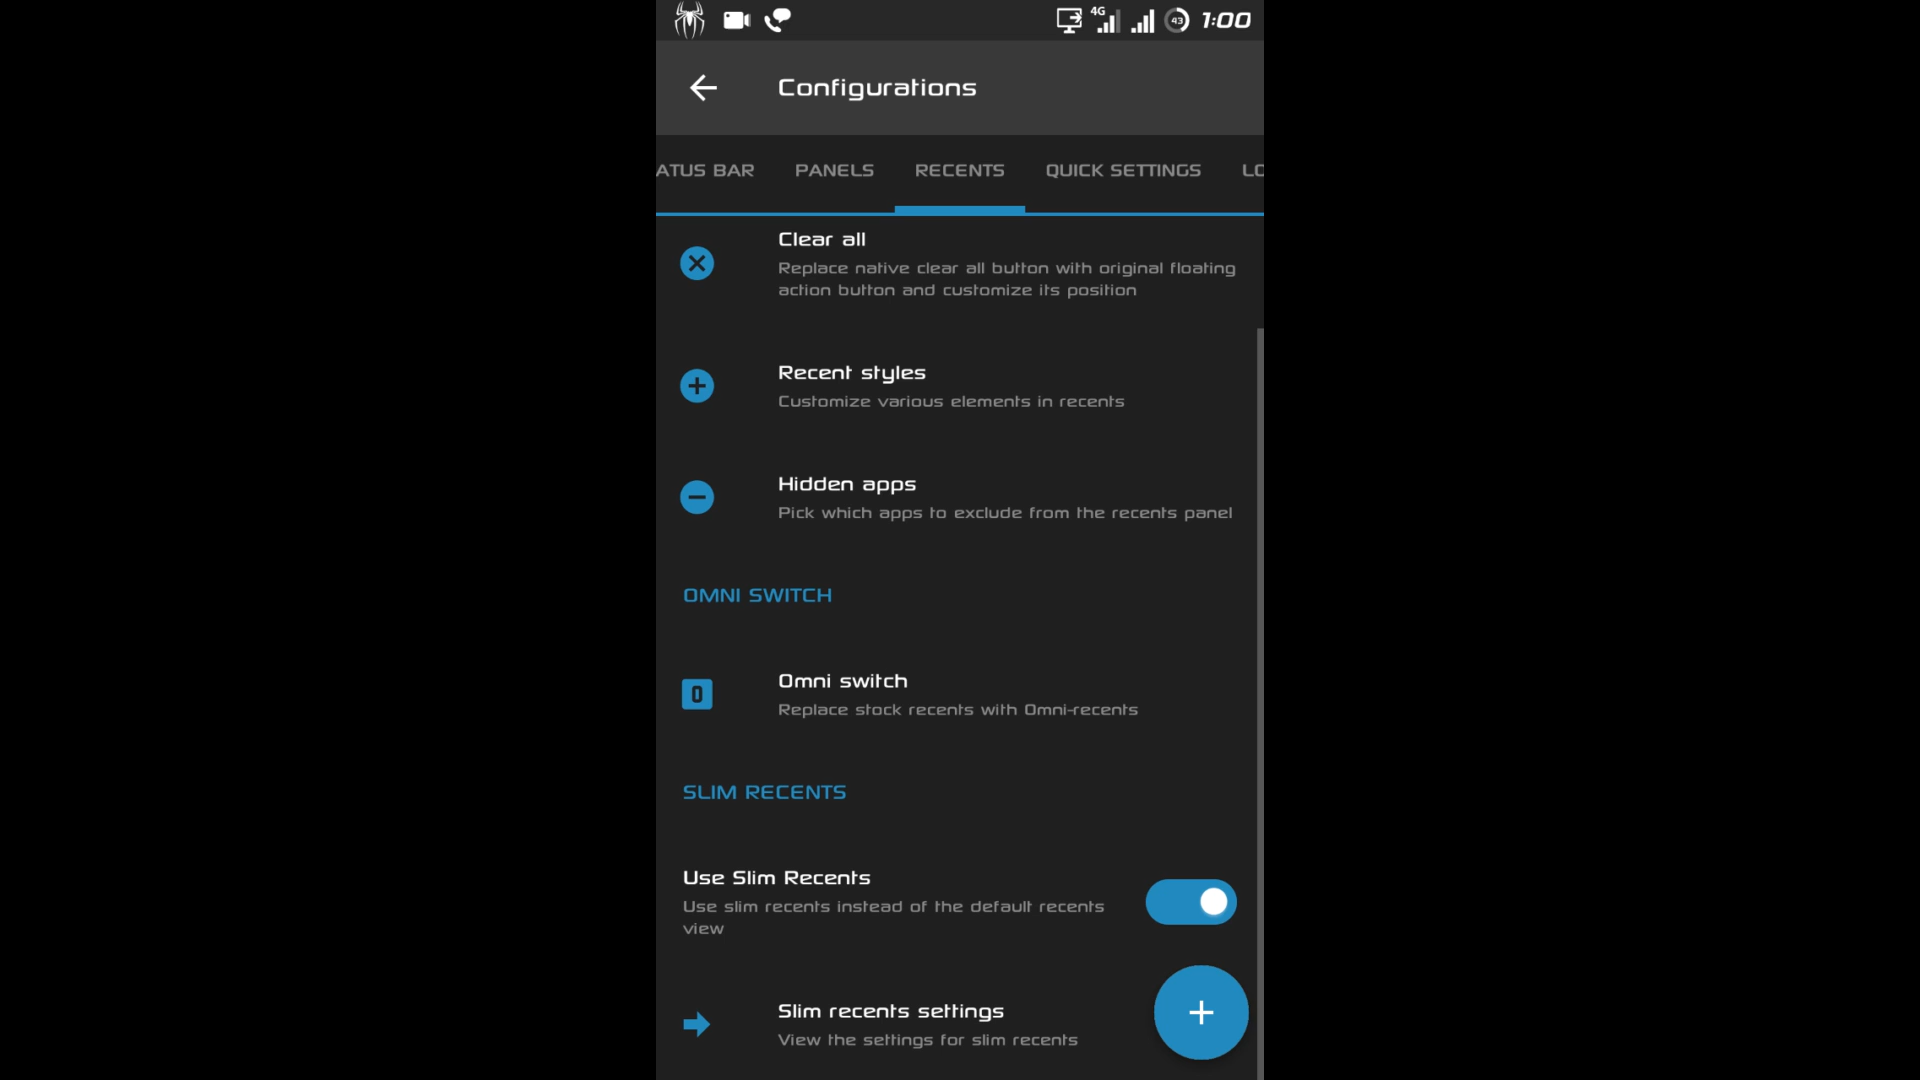 4G 43 1:00
Configurations
ATUS BAR PANELS RECENTS QUICK SETTINGS LO
Clear all
Replace native clear all button with original floating
action button and customize its position
Recent styles
Customize various elements in recents
Hidden apps
Pick which apps to exclude from the recents panel
OMNI SWITCH
0
Omni switch
Replace stock recents with Omni-recents
SLIM RECENTS
Use Slim Recents
Use slim recents instead of the default recents
view
Slim recents settings
View the settings for slim recents